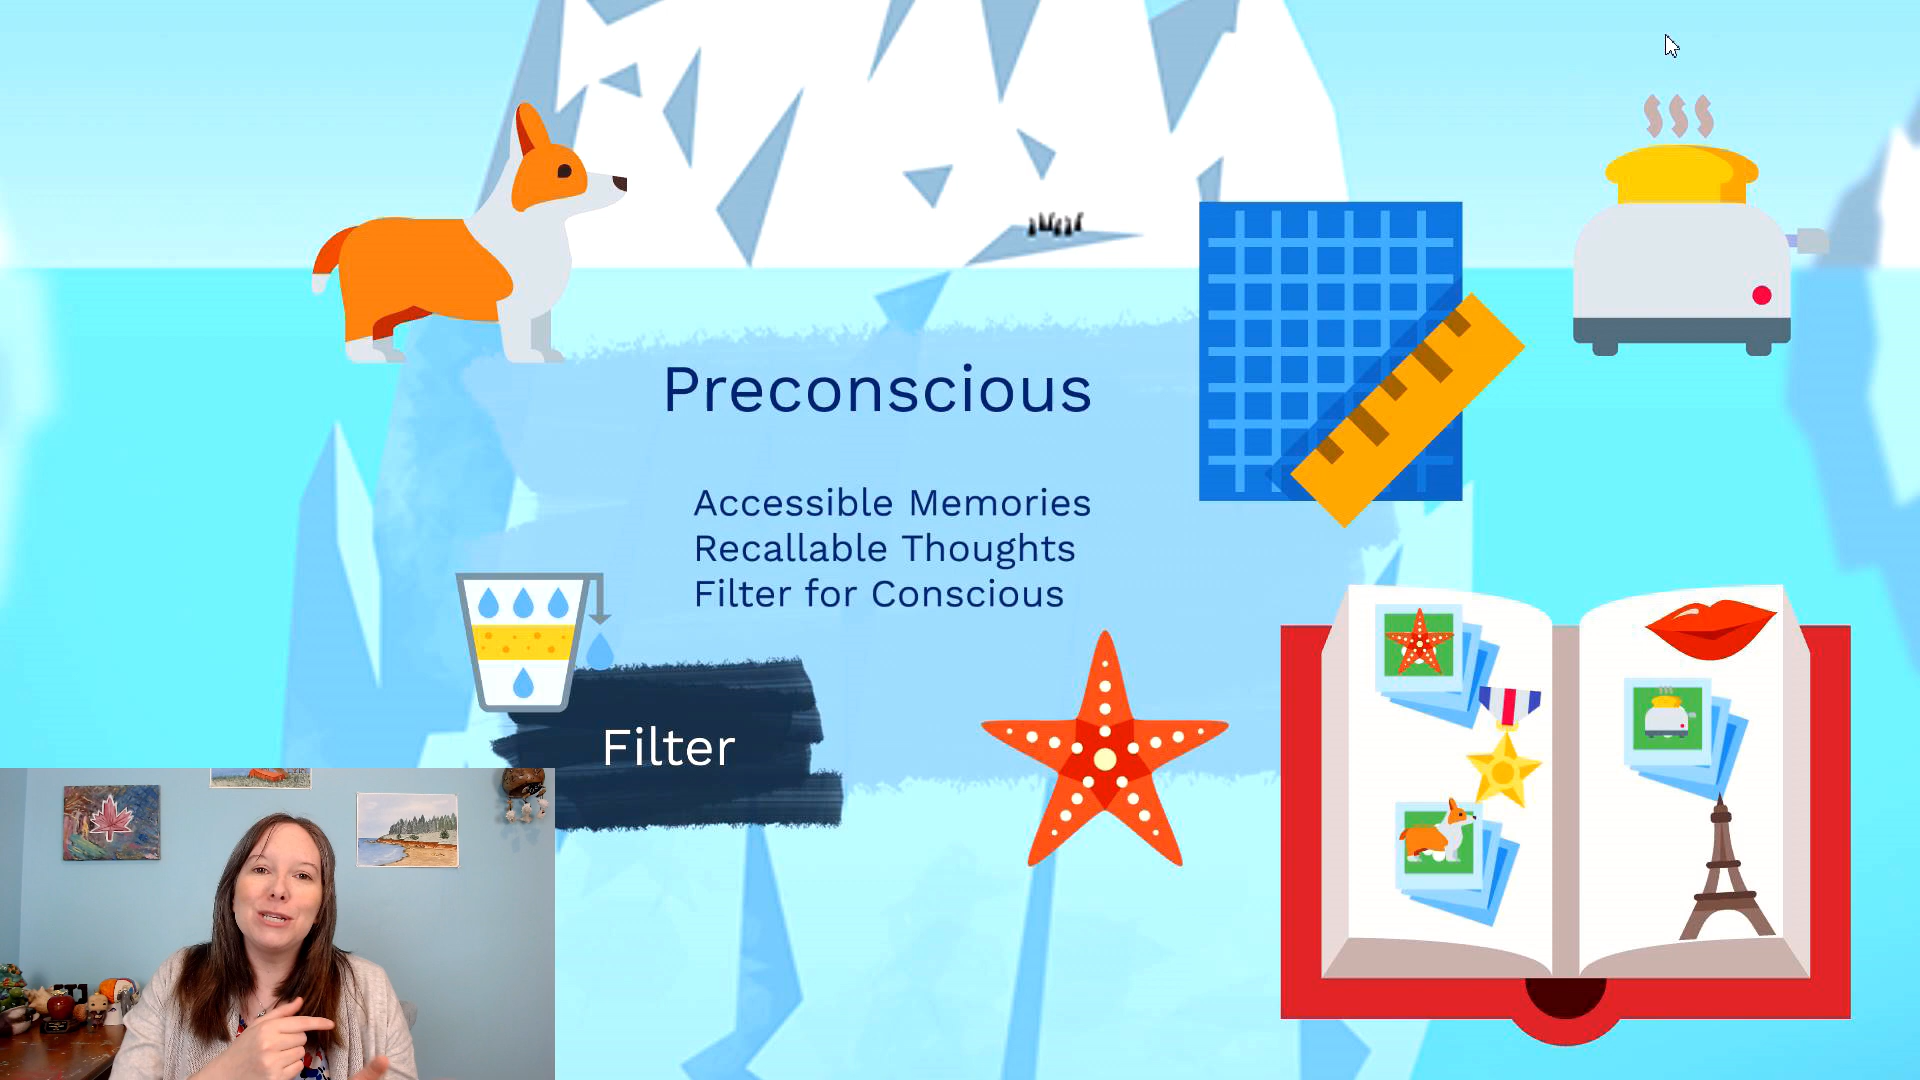 Preconscious
Accessible Memories
Recallable Thoughts
Filter for Conscious
Filter